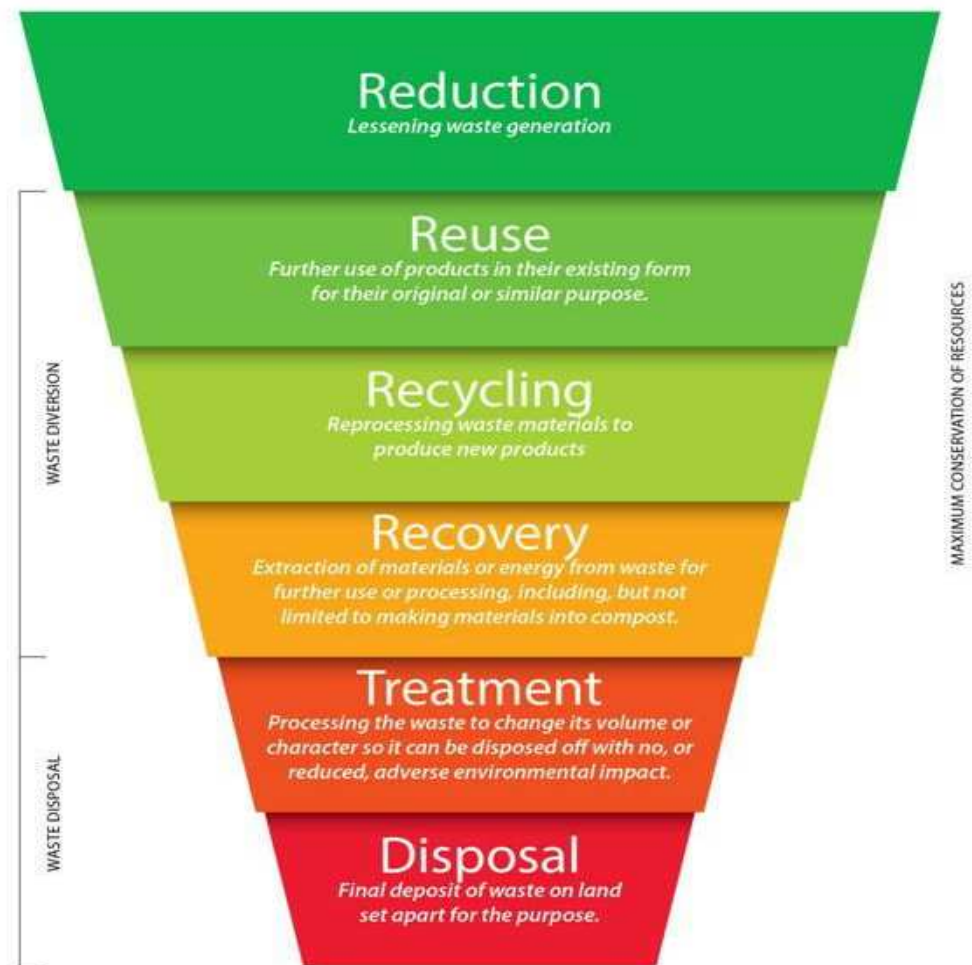 Reduction
Lessening waste generation
Reuse
Further use of products in their existing form
for their original or similar purpose.
Recycling
Reprocessing waste materials to
produce new products
Recovery
Extraction of materials or energy from waste for
further use or processing, including, but not
limited to making materials into compost.
Treatment
Processing the waste to change its volume or
character so it can be disposed off with no, or
reduced, adverse environmental impact.
Disposal
Final deposit of waste on land
set apart for the purpose.
WASTE DIVERSION
WASTE DISPOSAL
MAXIMUM CONSERVATION OF RESOURCES